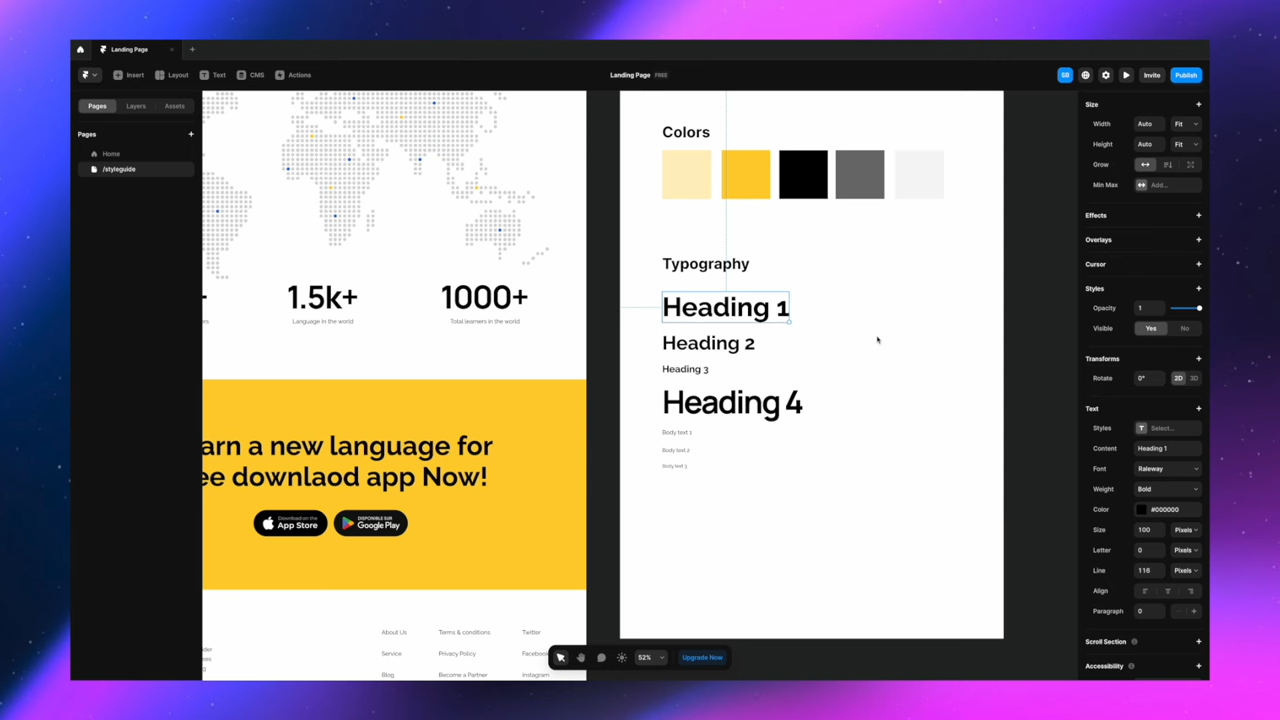 Landing Page
Insert
Layout
Text
CMS
Actions
Landing Page FREE
SB
Invite
Publish
Pages
Layers
Assets
Pages
Home
/styleguide
1.5k+
Language in the world
1000+
Total learners in the world
arn a new language for
ee downlaod app Now!
Download on the
App Store
DISPONIBLE SUR
Google Play
About Us
Terms & conditions
Twitter
Service
Privacy Policy
Facebook
Blog
Become a Partner
Instagram
Colors
Typography
Heading 1
Heading 2
Heading 3
Heading 4
Body text 1
Body text 2
Body text 3
52%
Upgrade Now
Size
Width Auto Fit
Height Auto Fit
Grow
Min Max Add...
Effects
Overlays
Cursor
Styles
Opacity 1
Visible Yes No
Transforms
Rotate 0° 2D 3D
Text
Styles T Select...
Content Heading 1
Font Raleway
Weight Bold
Color #000000
Size 100 Pixels
Letter 0 Pixels
Line 116 Pixels
Align
Paragraph 0
Scroll Section
Accessibility